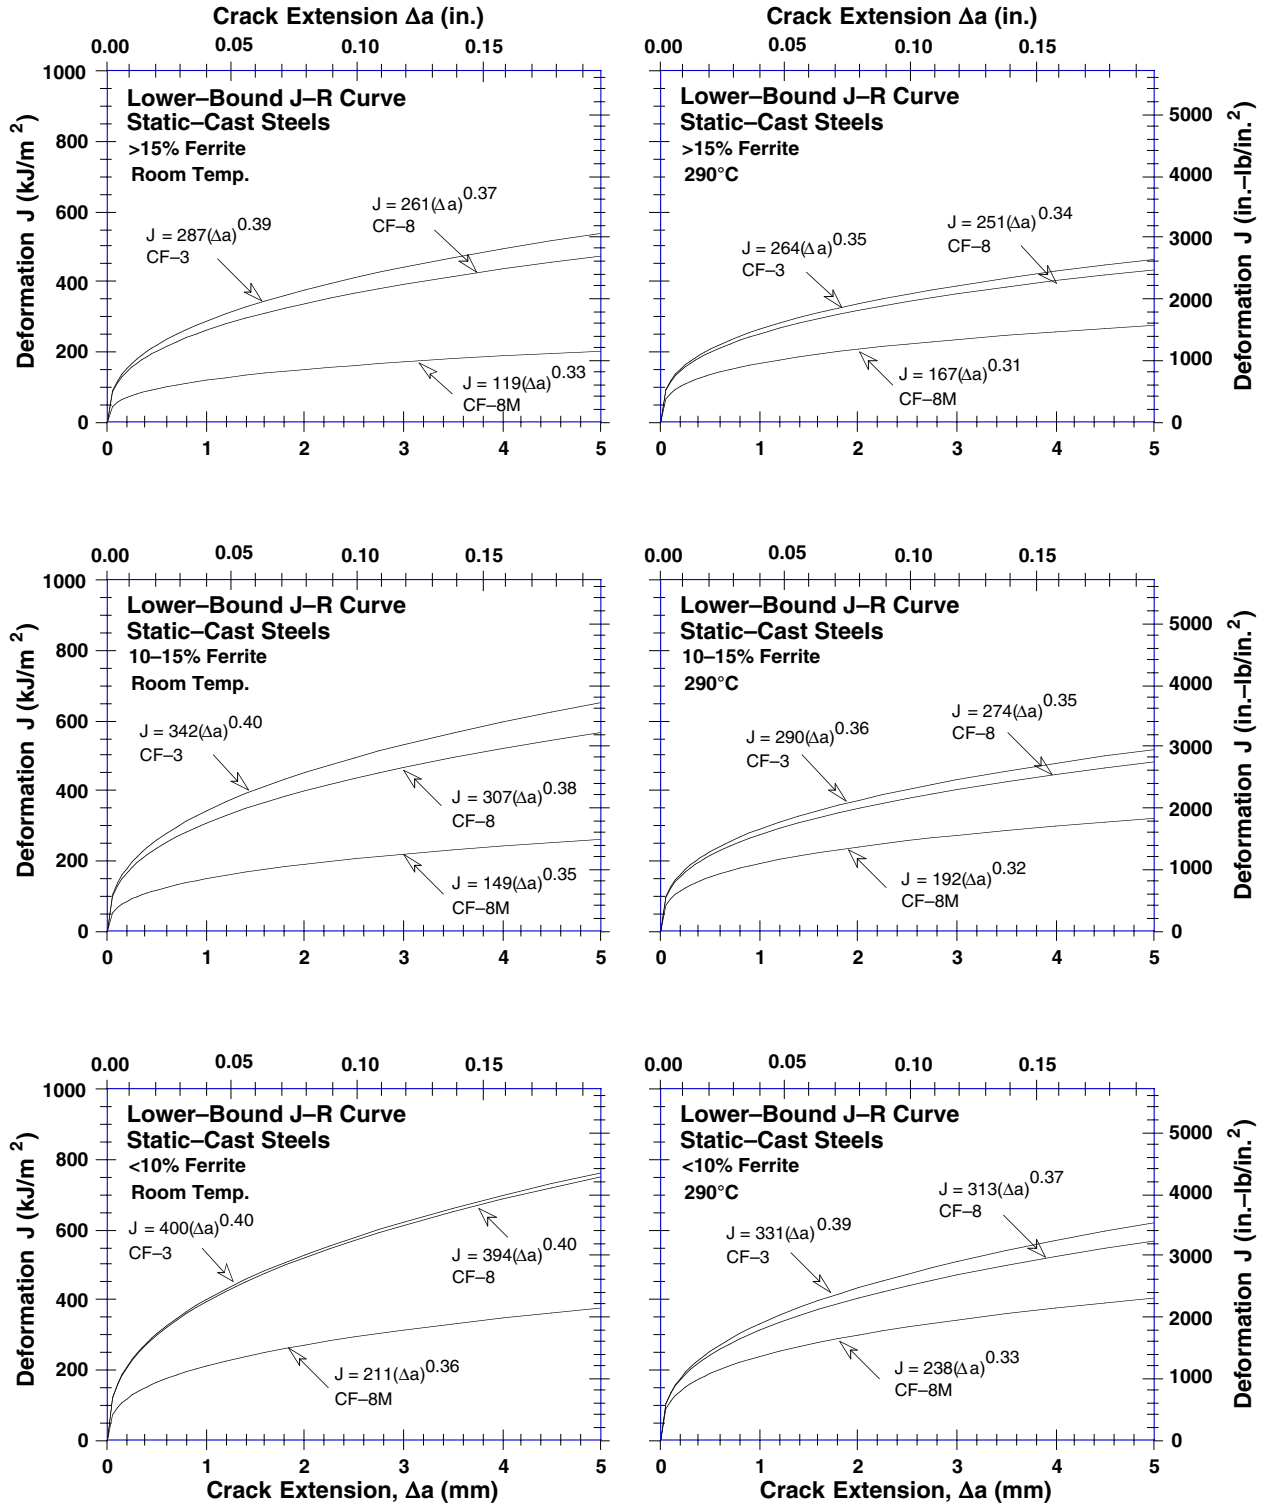 Crack Extension Δa (in.)
Crack Extension Δa (in.)
0.00 0.05 0.10 0.15
0.00 0.05 0.10 0.15
1000
800
600
400
200
0
Deformation J (kJ/m²)
Lower–Bound J–R Curve
Static–Cast Steels
>15% Ferrite
Room Temp.
J = 287(Δa)^0.39
CF–3
J = 261(Δa)^0.37
CF–8
J = 119(Δa)^0.33
CF–8M
0 1 2 3 4 5
Lower–Bound J–R Curve
Static–Cast Steels
>15% Ferrite
290°C
J = 264(Δa)^0.35
CF–3
J = 251(Δa)^0.34
CF–8
J = 167(Δa)^0.31
CF–8M
5000
4000
3000
2000
1000
0
Deformation J (in.–lb/in.²)
0 1 2 3 4 5
0.00 0.05 0.10 0.15
0.00 0.05 0.10 0.15
1000
800
600
400
200
0
Deformation J (kJ/m²)
Lower–Bound J–R Curve
Static–Cast Steels
10–15% Ferrite
Room Temp.
J = 342(Δa)^0.40
CF–3
J = 307(Δa)^0.38
CF–8
J = 149(Δa)^0.35
CF–8M
0 1 2 3 4 5
Lower–Bound J–R Curve
Static–Cast Steels
10–15% Ferrite
290°C
J = 290(Δa)^0.36
CF–3
J = 274(Δa)^0.35
CF–8
J = 192(Δa)^0.32
CF–8M
5000
4000
3000
2000
1000
0
Deformation J (in.–lb/in.²)
0 1 2 3 4 5
0.00 0.05 0.10 0.15
0.00 0.05 0.10 0.15
1000
800
600
400
200
0
Deformation J (kJ/m²)
Lower–Bound J–R Curve
Static–Cast Steels
<10% Ferrite
Room Temp.
J = 400(Δa)^0.40
CF–3
J = 394(Δa)^0.40
CF–8
J = 211(Δa)^0.36
CF–8M
0 1 2 3 4 5
Crack Extension, Δa (mm)
Lower–Bound J–R Curve
Static–Cast Steels
<10% Ferrite
290°C
J = 331(Δa)^0.39
CF–3
J = 313(Δa)^0.37
CF–8
J = 238(Δa)^0.33
CF–8M
5000
4000
3000
2000
1000
0
Deformation J (in.–lb/in.²)
0 1 2 3 4 5
Crack Extension, Δa (mm)